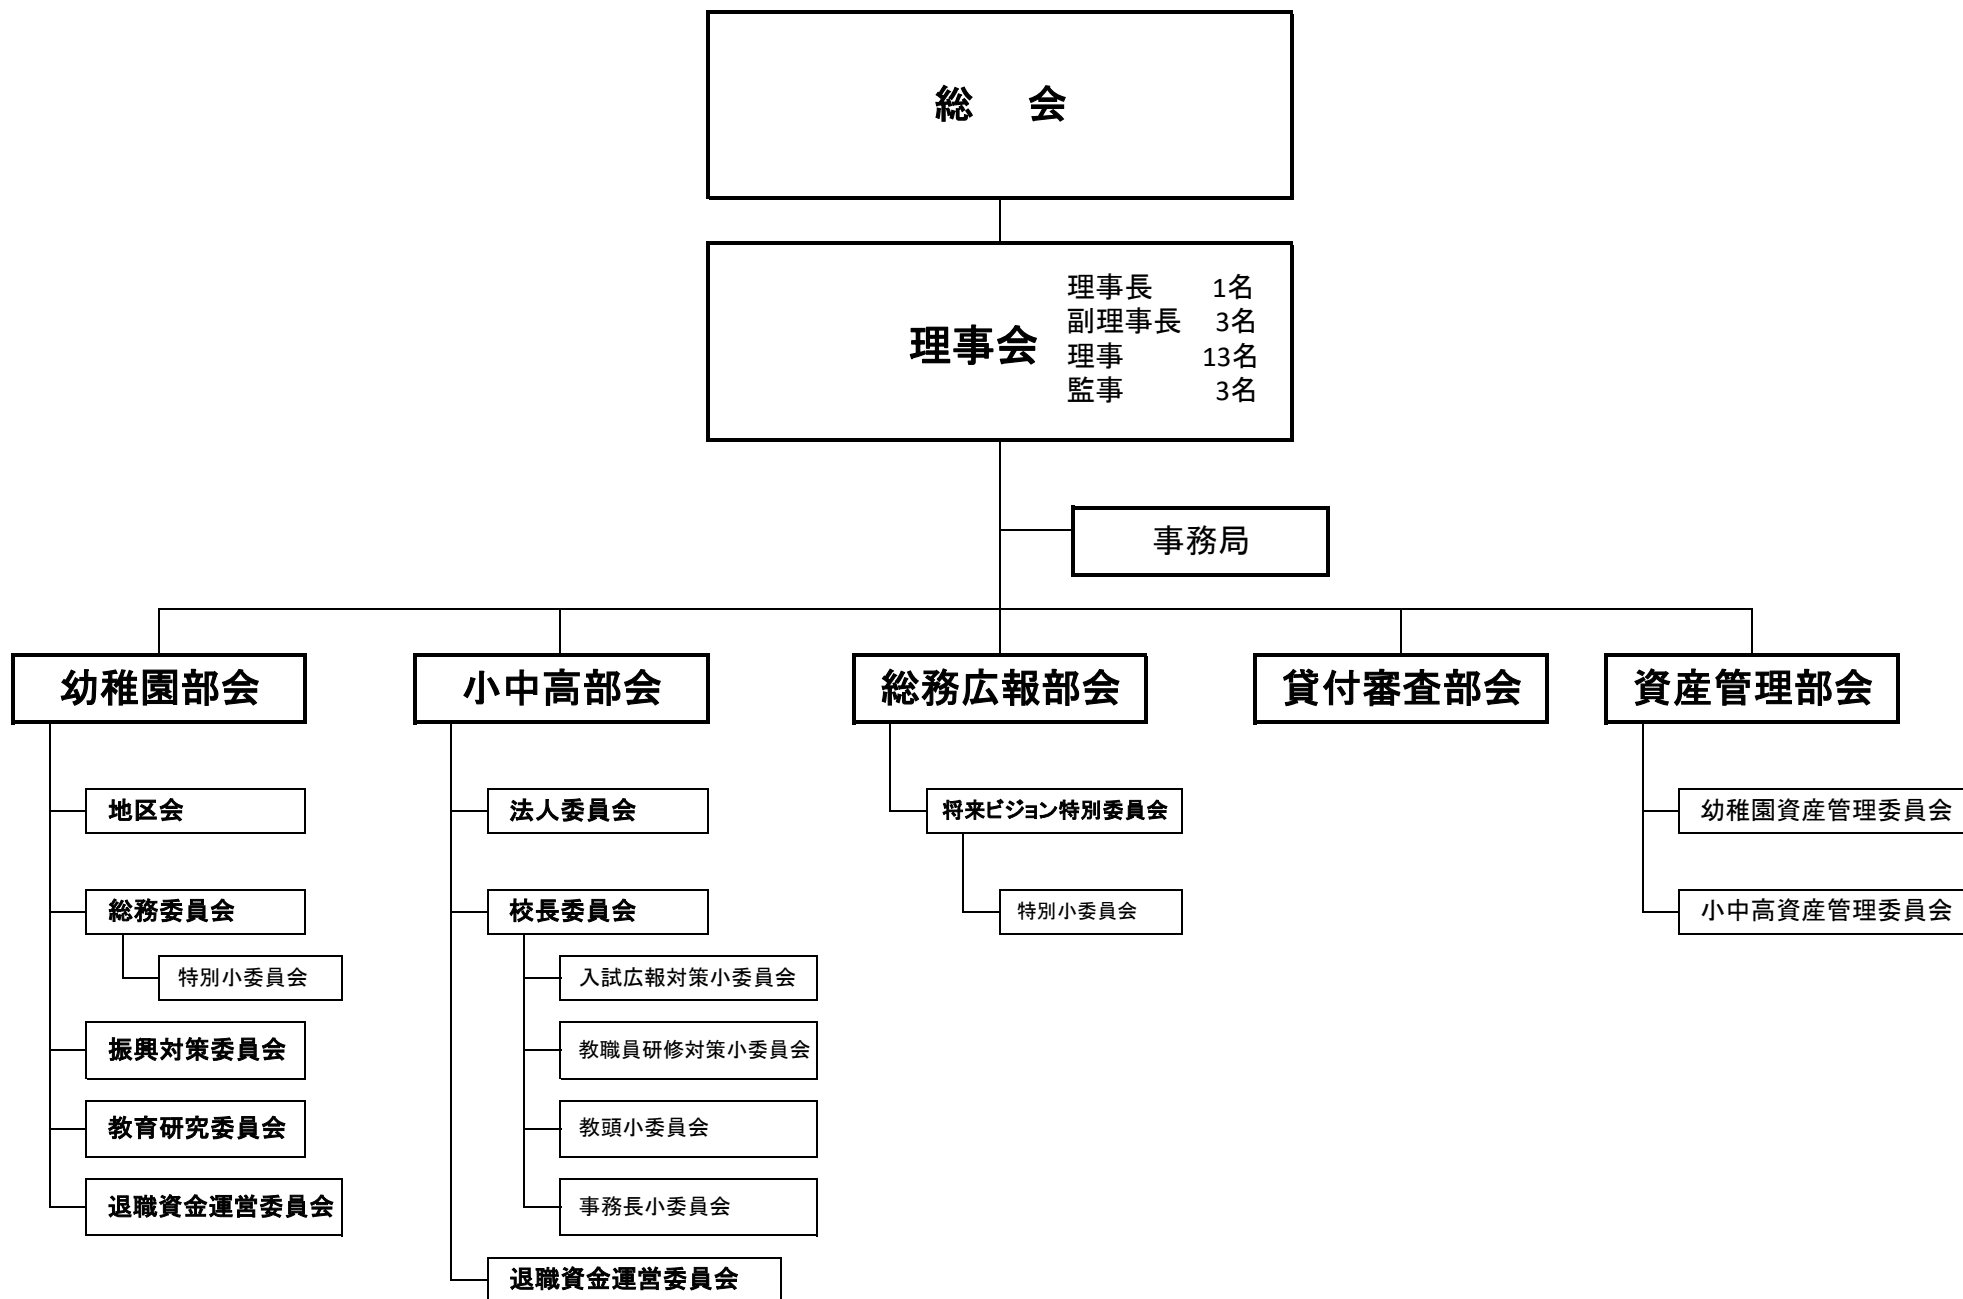 総　会
理事会
理事長　1名
副理事長　3名
理事　13名
監事　3名
事務局
幼稚園部会
小中高部会
総務広報部会
貸付審査部会
資産管理部会
地区会
総務委員会
特別小委員会
振興対策委員会
教育研究委員会
退職資金運営委員会
法人委員会
校長委員会
入試広報対策小委員会
教職員研修対策小委員会
教頭小委員会
事務長小委員会
退職資金運営委員会
将来ビジョン特別委員会
特別小委員会
幼稚園資産管理委員会
小中高資産管理委員会